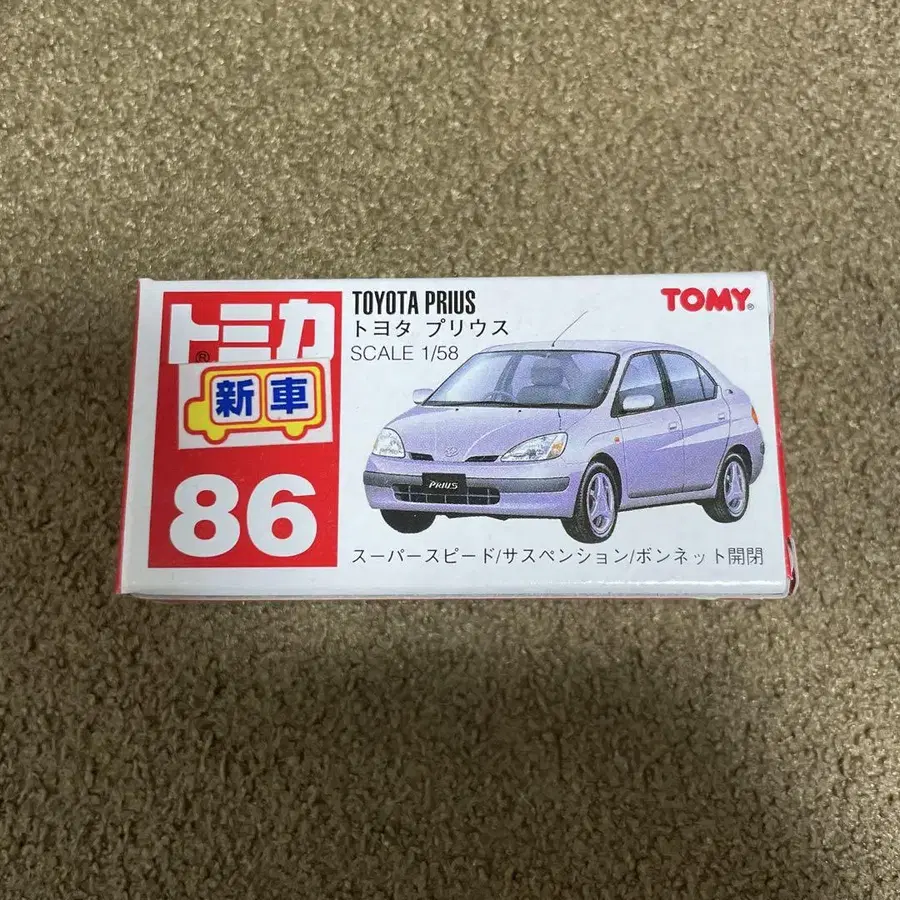 トミカ®
新車
86
TOYOTA PRIUS
トヨタ プリウス
SCALE 1/58
TOMY®
PRIUS
スーパースピード/サスペンション/ボンネット開閉